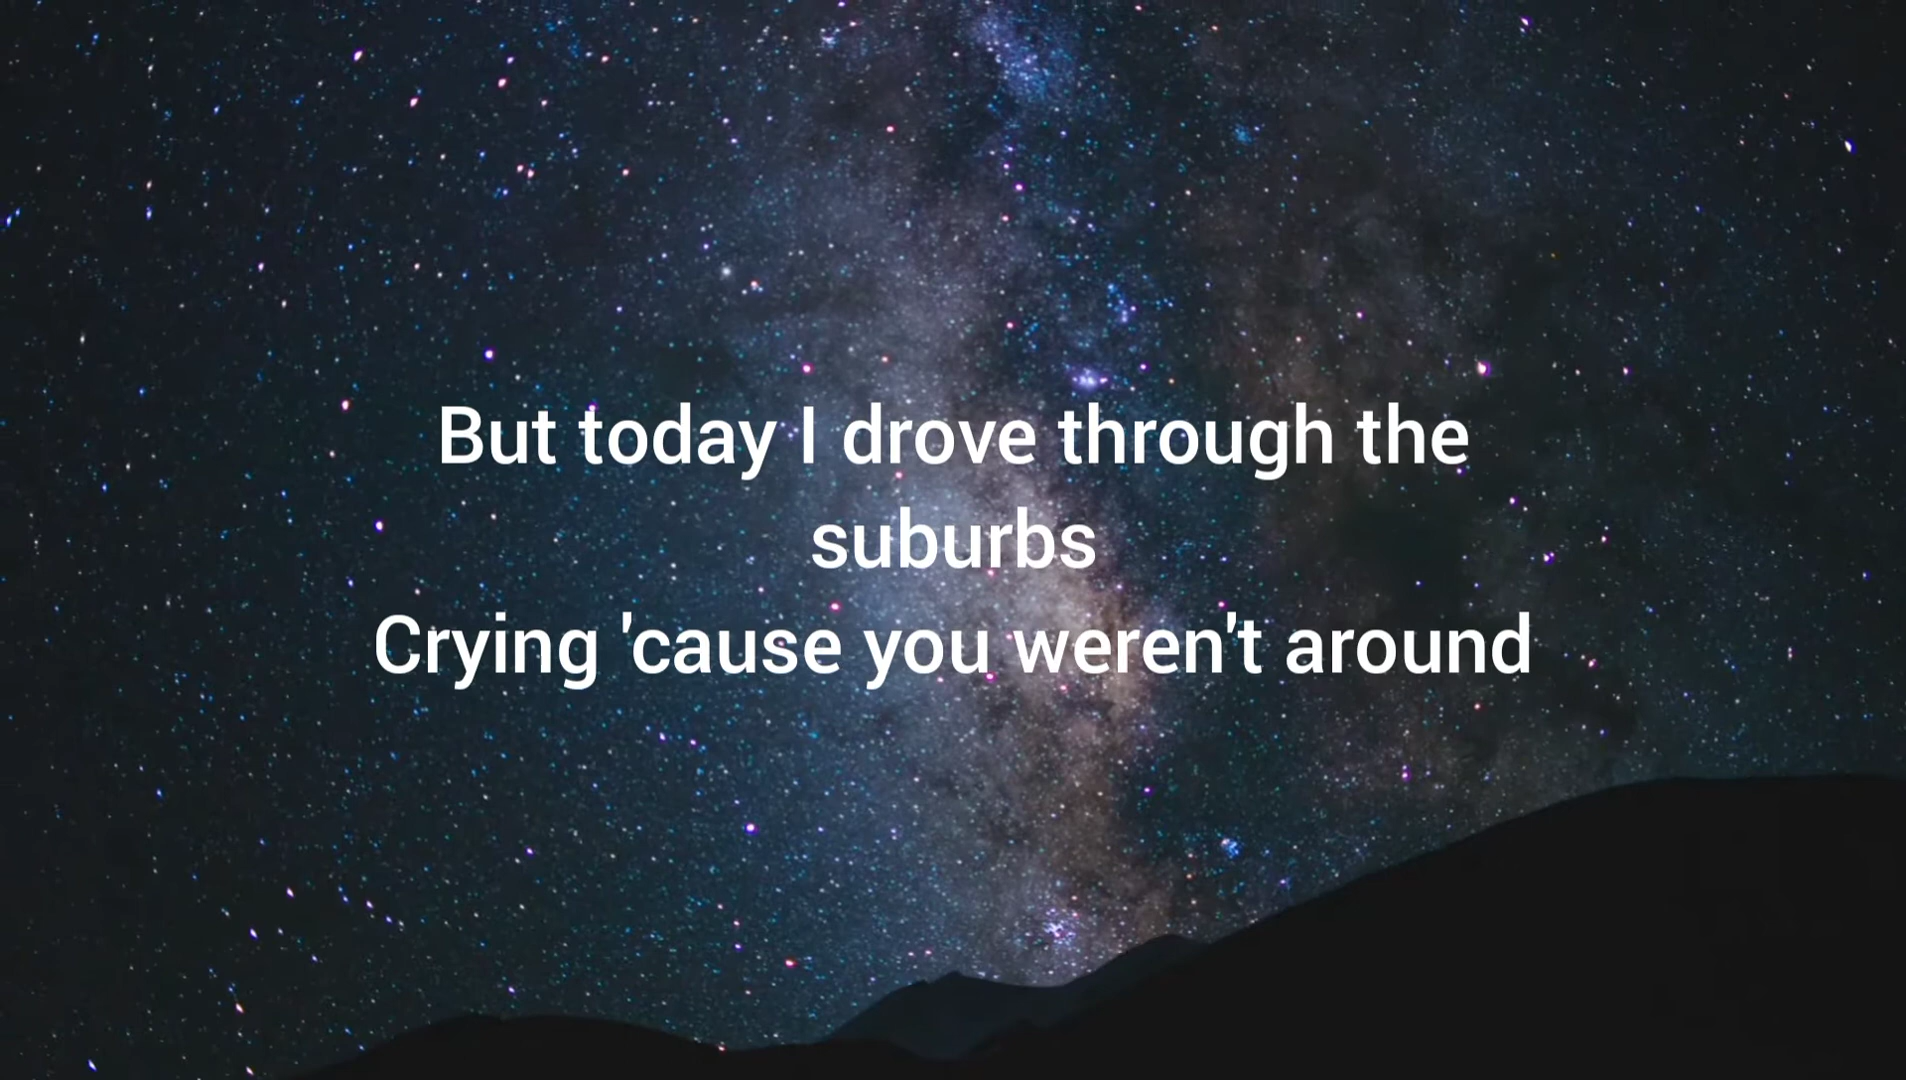 But today I drove through the
suburbs
Crying 'cause you weren't around